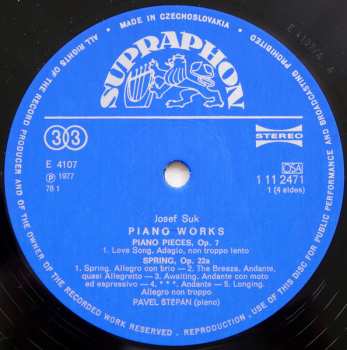 MADE IN CZECHOSLOVAKIA
ALL RIGHTS OF THE RECORD PRODUCER AND OF THE OWNER OF THE RECORDED WORK RESERVED . REPRODUCTION - USE OF THIS DISC FOR PUBLIC PERFORMANCE AND BROADCASTING PROHIBITED
SUPRAPHON
33
STEREO
E 4107
℗ 1977
78 1
OSA
1 11 2471
1 (4 sides)
Josef Suk
PIANO WORKS
PIANO PIECES, Op. 7
1. Love Song. Adagio, non troppo lento
SPRING, Op. 22a
1. Spring. Allegro con brio — 2. The Breeze. Andante,
quasi Allegretto — 3. Awaiting. Andante con moto
ed espressivo — 4. * * *. Andante — 5. Longing.
Allegro non troppo
PAVEL ŠTĚPÁN (piano)